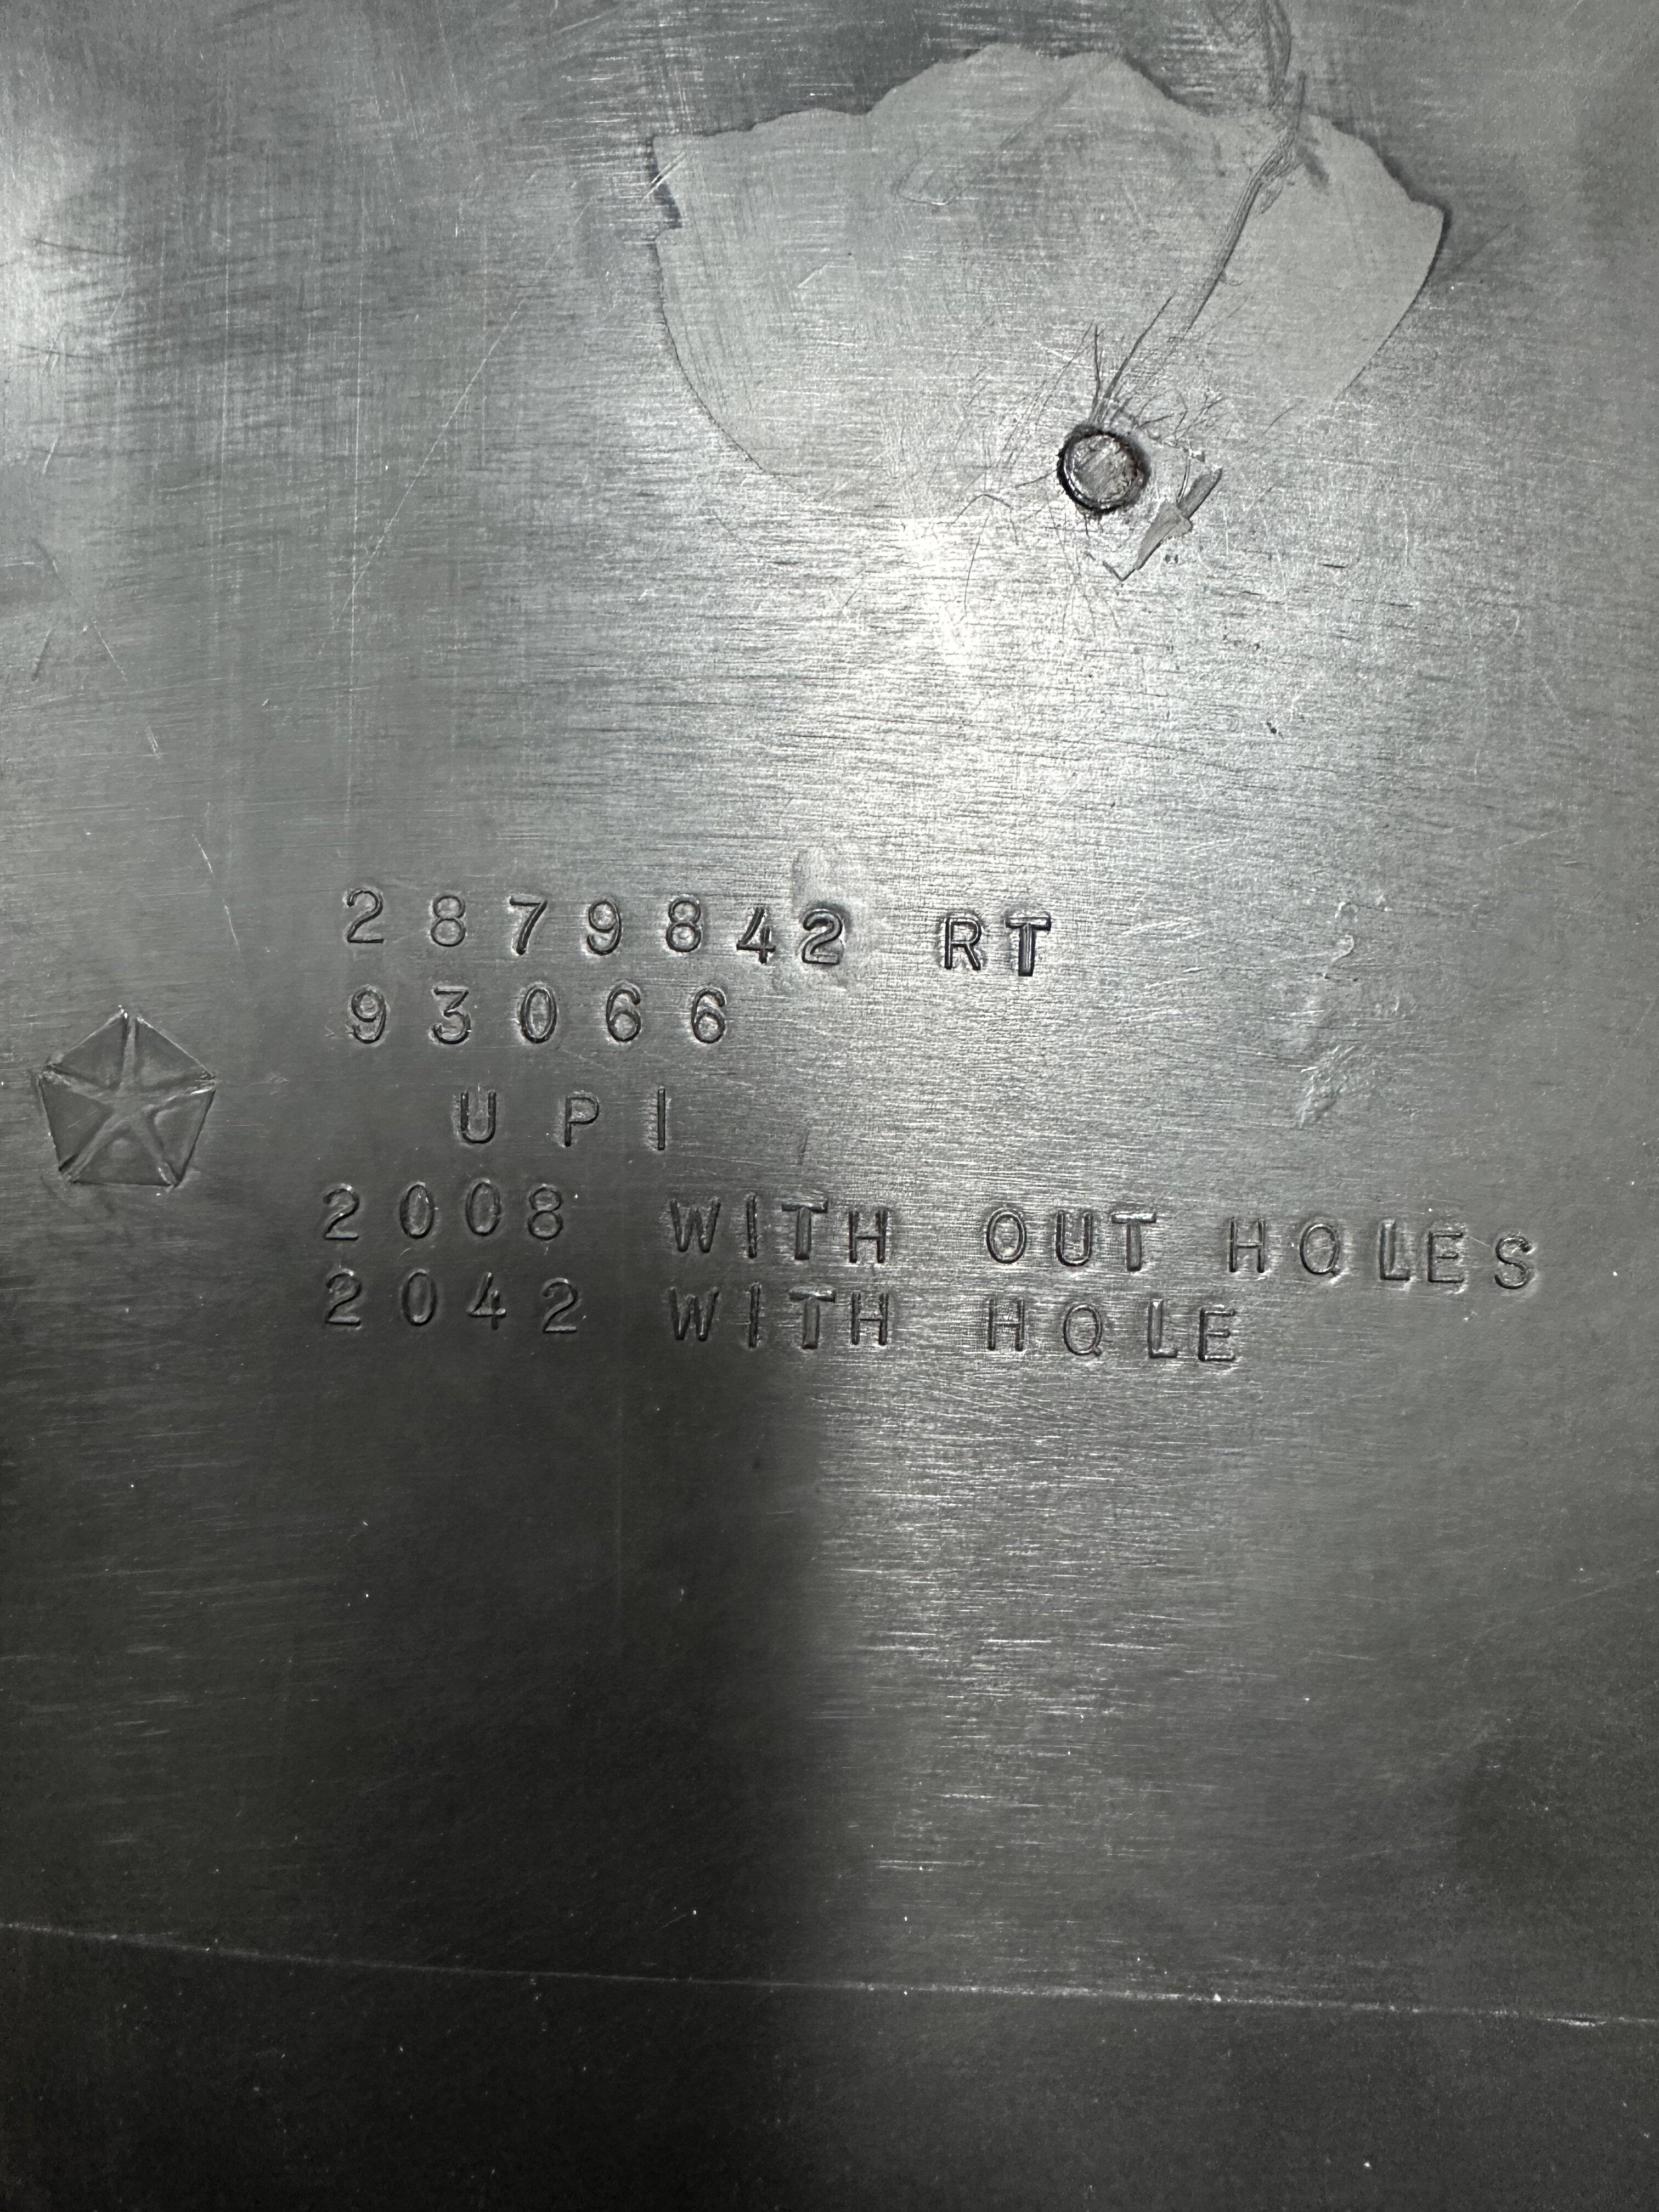 2879842 RT
93066
UPI
2008 WITH OUT HOLES
2042 WITH HOLE